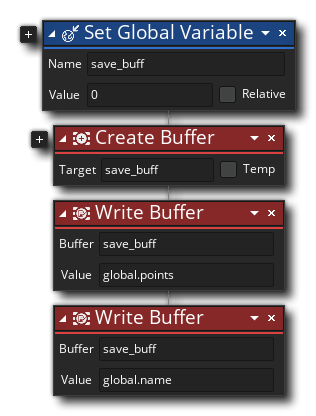 Set Global Variable
Name save_buff
Value 0 Relative
Create Buffer
Target save_buff Temp
Write Buffer
Buffer save_buff
Value global.points
Write Buffer
Buffer save_buff
Value global.name